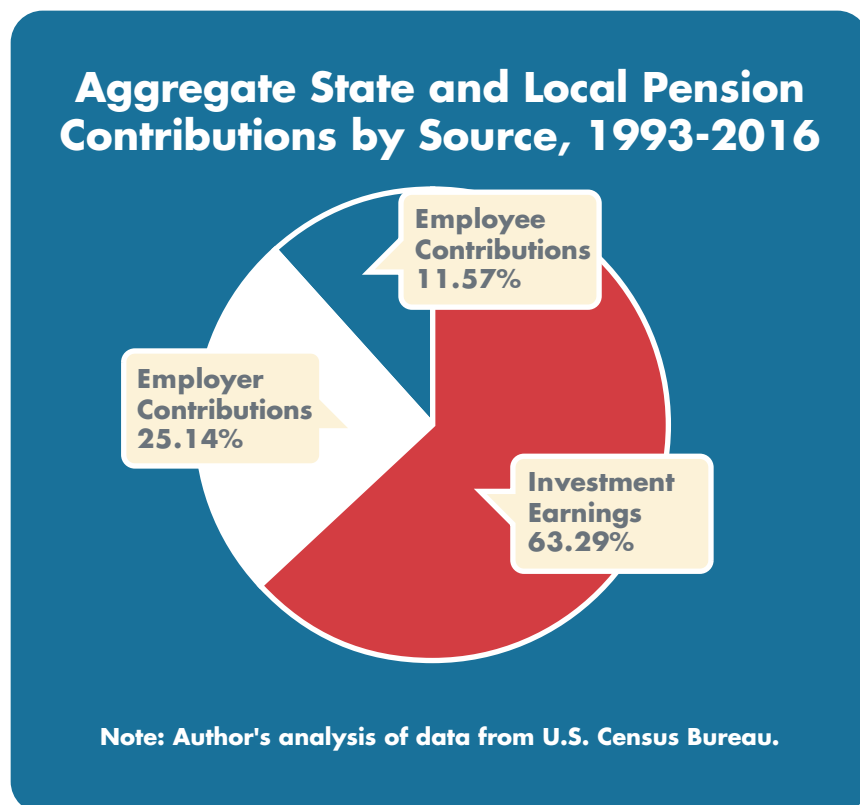 Aggregate State and Local Pension
Contributions by Source, 1993-2016
Employee
Contributions
11.57%
Employer
Contributions
25.14%
Investment
Earnings
63.29%
Note: Author's analysis of data from U.S. Census Bureau.